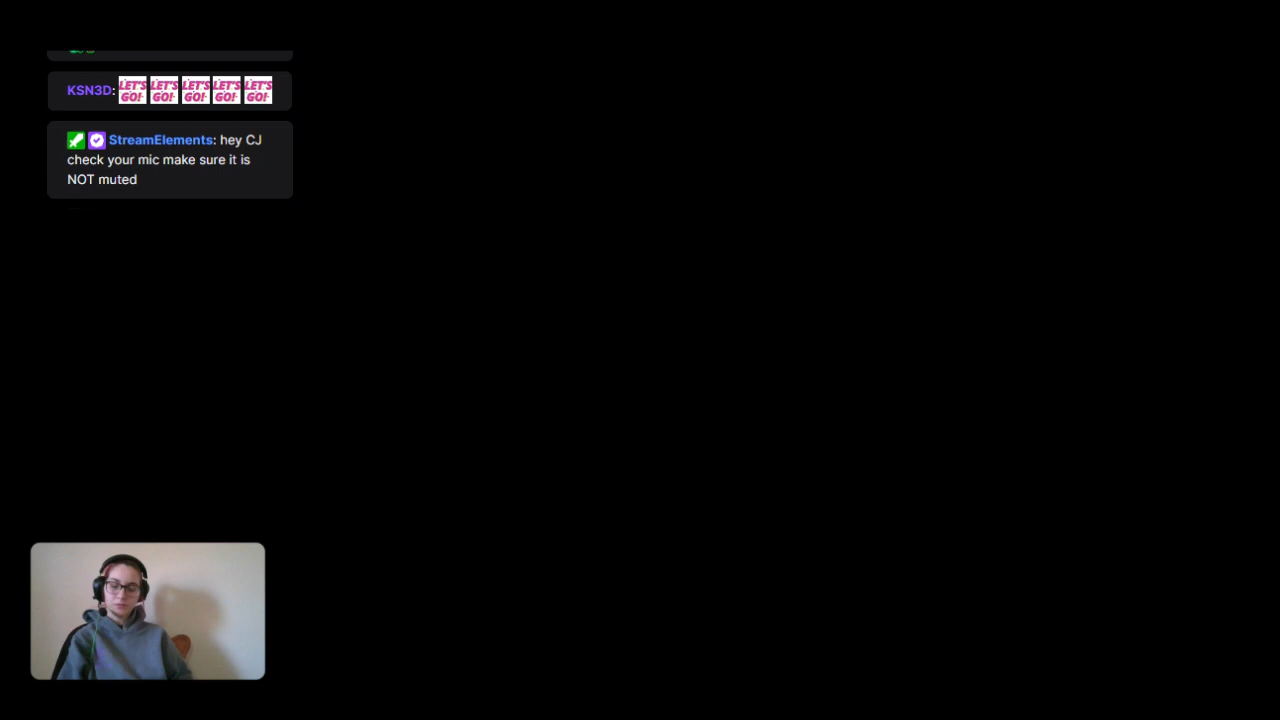 KSN3D: LET'S GO! LET'S GO! LET'S GO! LET'S GO! LET'S GO!
StreamElements: hey CJ
check your mic make sure it is
NOT muted